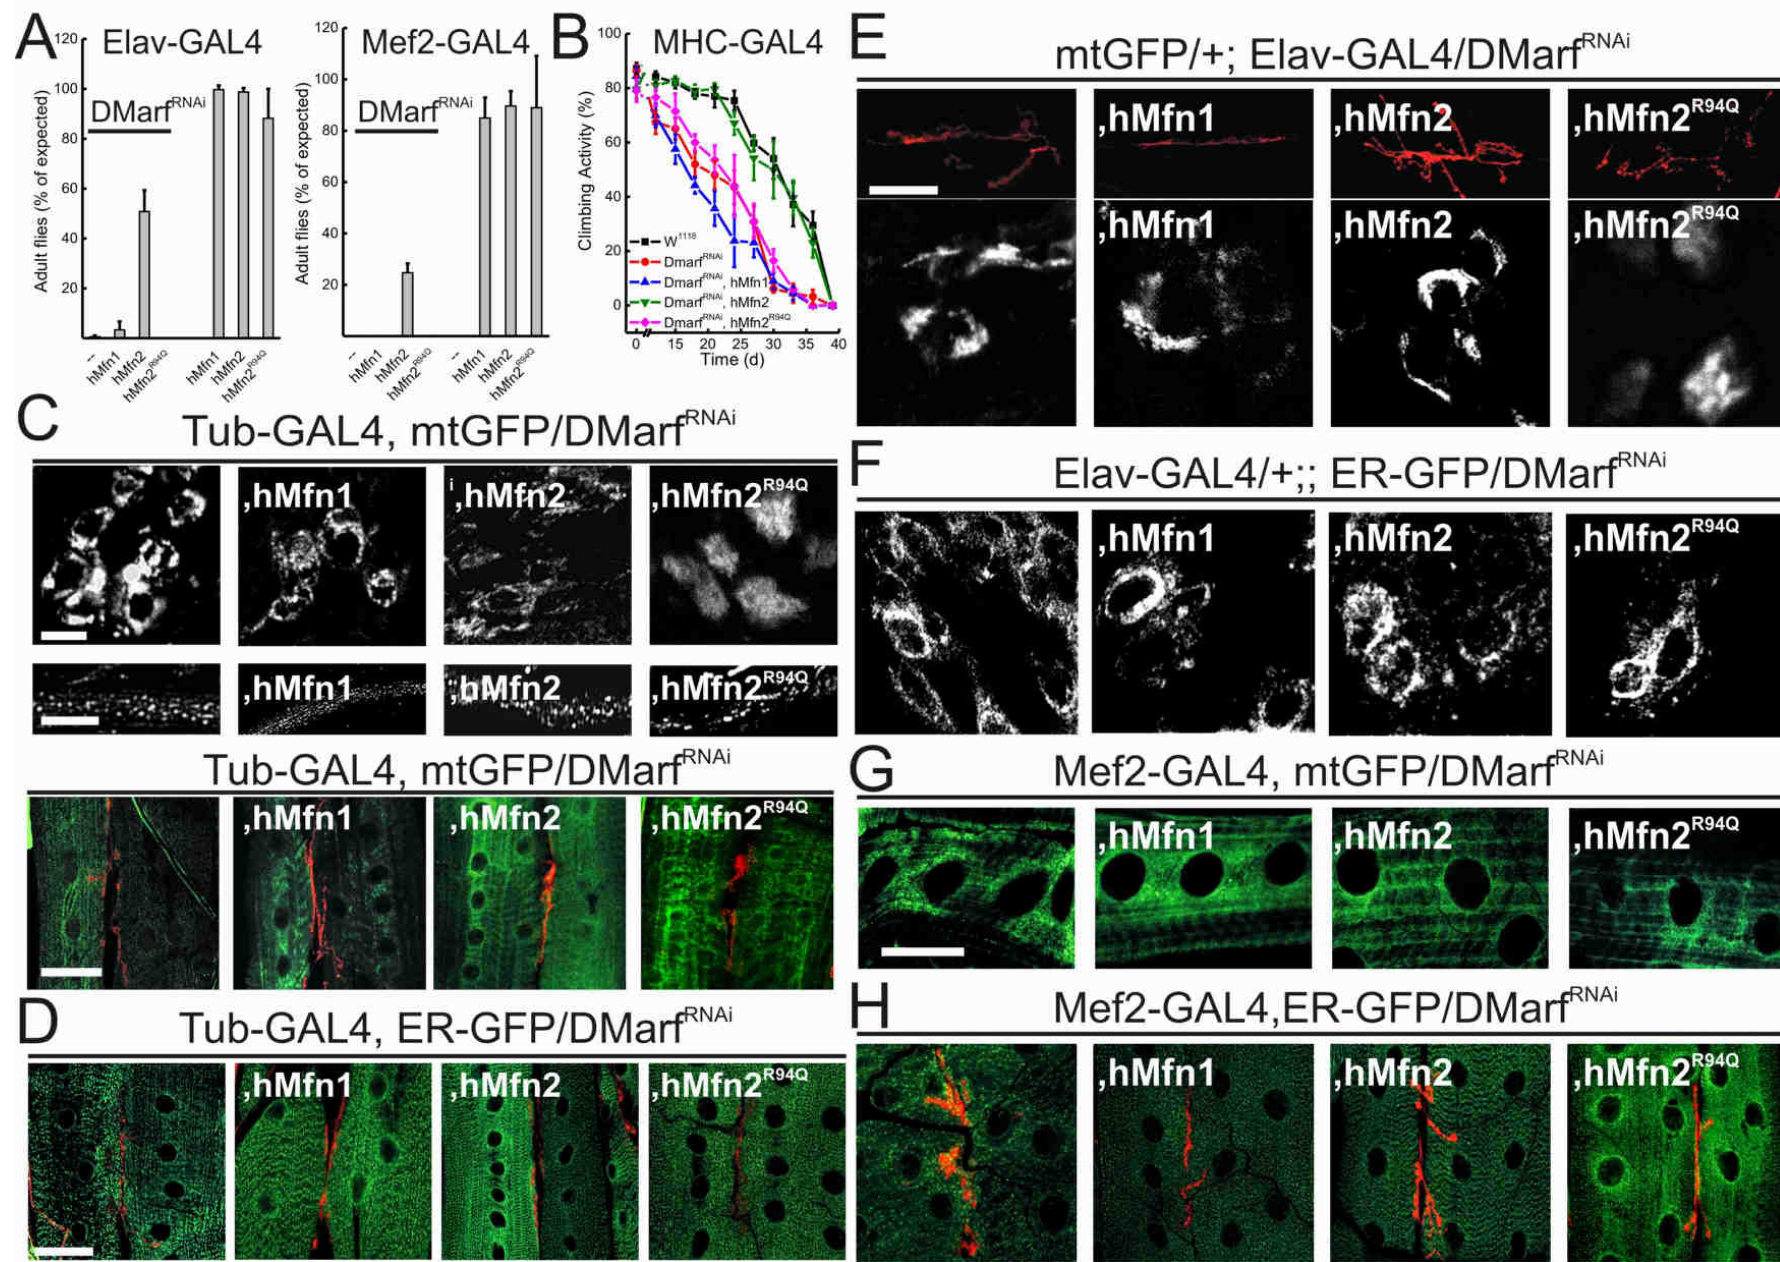 A
Elav-GAL4
DMarf^RNAi
Adult flies (% of expected)
120
100
80
60
40
20
--
hMfn1
hMfn2
hMfn2^R94Q
hMfn1
hMfn2
hMfn2^R94Q
Mef2-GAL4
DMarf^RNAi
Adult flies (% of expected)
120
100
80
60
40
20
--
hMfn1
hMfn2
hMfn2^R94Q
--
hMfn1
hMfn2
hMfn2^R94Q
B
MHC-GAL4
Climbing Activity (%)
100
80
60
40
20
0
W^1118
Dmarf^RNAi
Dmarf^RNAi, hMfn1
Dmarf^RNAi, hMfn2
Dmarf^RNAi, hMfn2^R94Q
0 15 20 25 30 35 40
Time (d)
C
Tub-GAL4, mtGFP/DMarf^RNAi
,hMfn1
i,hMfn2
,hMfn2^R94Q
,hMfn1
,hMfn2
,hMfn2^R94Q
Tub-GAL4, mtGFP/DMarf^RNAi
,hMfn1
,hMfn2
,hMfn2^R94Q
D
Tub-GAL4, ER-GFP/DMarf^RNAi
,hMfn1
,hMfn2
,hMfn2^R94Q
E
mtGFP/+; Elav-GAL4/DMarf^RNAi
,hMfn1
,hMfn2
,hMfn2^R94Q
,hMfn1
,hMfn2
,hMfn2^R94Q
F
Elav-GAL4/+;; ER-GFP/DMarf^RNAi
,hMfn1
,hMfn2
,hMfn2^R94Q
G
Mef2-GAL4, mtGFP/DMarf^RNAi
,hMfn1
,hMfn2
,hMfn2^R94Q
H
Mef2-GAL4,ER-GFP/DMarf^RNAi
,hMfn1
,hMfn2
,hMfn2^R94Q